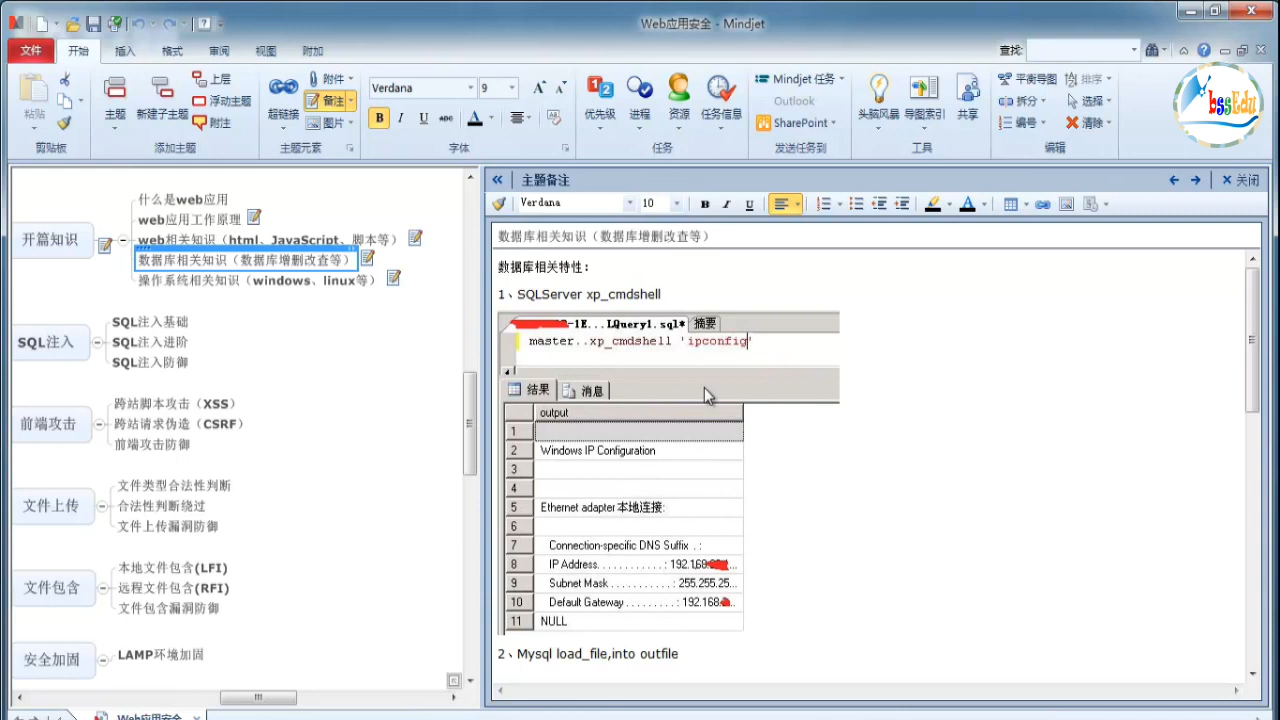 Web应用安全 - Mindjet
文件 开始 插入 格式 审阅 视图 附加 查找:
粘贴 主题 新建子主题 上层 浮动主题 附注 超链接 附件 备注 图片 Verdana 9 B I U abc A 优先级 进程 资源 任务信息 Mindjet 任务 Outlook SharePoint 头脑风暴 导图索引 共享 平衡导图 拆分 编号 排序 选择 清除
剪贴板 添加主题 主题元素 字体 任务 发送任务到 工具 编辑
bssEdu
开篇知识
什么是web应用
web应用工作原理
web相关知识（html、JavaScript、脚本等）
数据库相关知识（数据库增删改查等）
操作系统相关知识（windows、linux等）
SQL注入
SQL注入基础
SQL注入进阶
SQL注入防御
前端攻击
跨站脚本攻击（XSS）
跨站请求伪造（CSRF）
前端攻击防御
文件上传
文件类型合法性判断
合法性判断绕过
文件上传漏洞防御
文件包含
本地文件包含(LFI)
远程文件包含(RFI)
文件包含漏洞防御
安全加固
LAMP环境加固
Web应用安全
主题备注 关闭
Verdana 10 B I U A
数据库相关知识（数据库增删改查等）
数据库相关特性：
1、SQLServer xp_cmdshell
-1E...LQuery1.sql* 摘要
master..xp_cmdshell 'ipconfig'
结果 消息
output
1
2 Windows IP Configuration
3
4
5 Ethernet adapter 本地连接:
6
7 Connection-specific DNS Suffix . :
8 IP Address. . . . . . . . . . . . : 192.168
9 Subnet Mask . . . . . . . . . . . : 255.255.25...
10 Default Gateway . . . . . . . . . : 192.168
11 NULL
2、Mysql load_file,into outfile